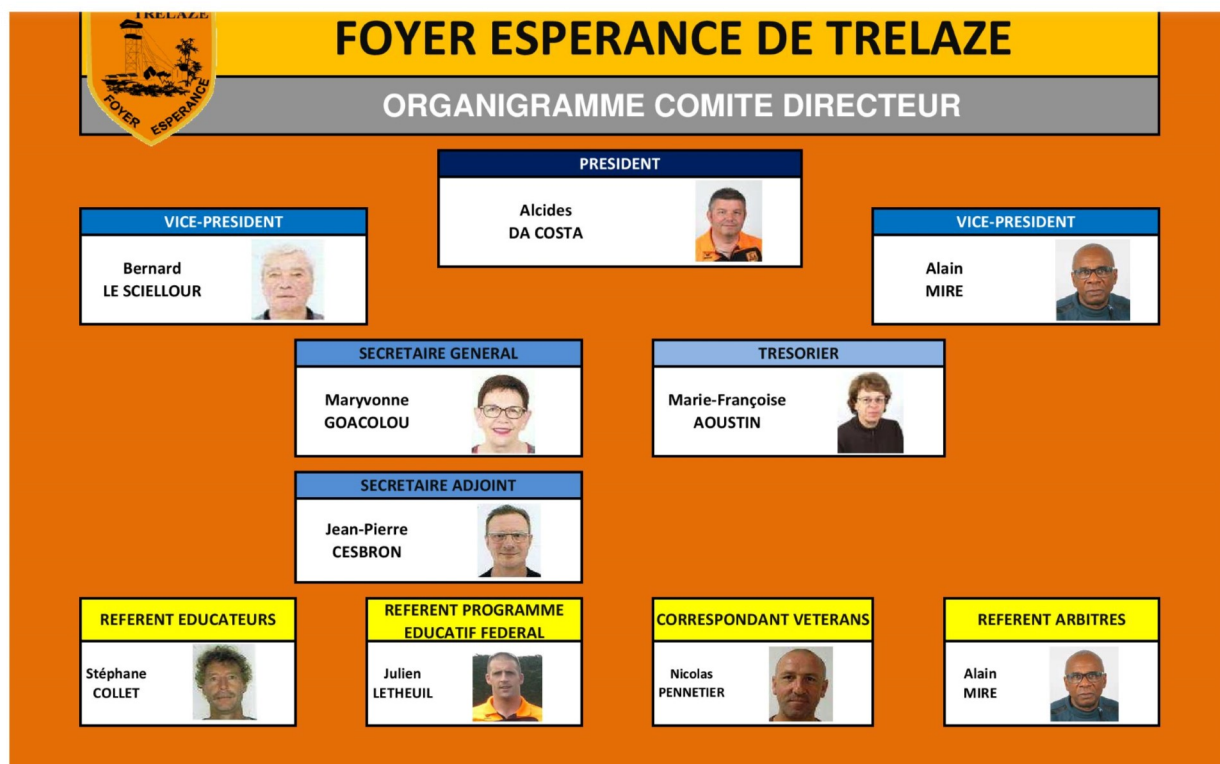 TRELAZE
FOYER ESPERANCE
FOYER ESPERANCE DE TRELAZE
ORGANIGRAMME COMITE DIRECTEUR
PRESIDENT
Alcides
DA COSTA
VICE-PRESIDENT
Bernard
LE SCIELLOUR
VICE-PRESIDENT
Alain
MIRE
SECRETAIRE GENERAL
Maryvonne
GOACOLOU
TRESORIER
Marie-Françoise
AOUSTIN
SECRETAIRE ADJOINT
Jean-Pierre
CESBRON
REFERENT EDUCATEURS
Stéphane
COLLET
REFERENT PROGRAMME
EDUCATIF FEDERAL
Julien
LETHEUIL
CORRESPONDANT VETERANS
Nicolas
PENNETIER
REFERENT ARBITRES
Alain
MIRE